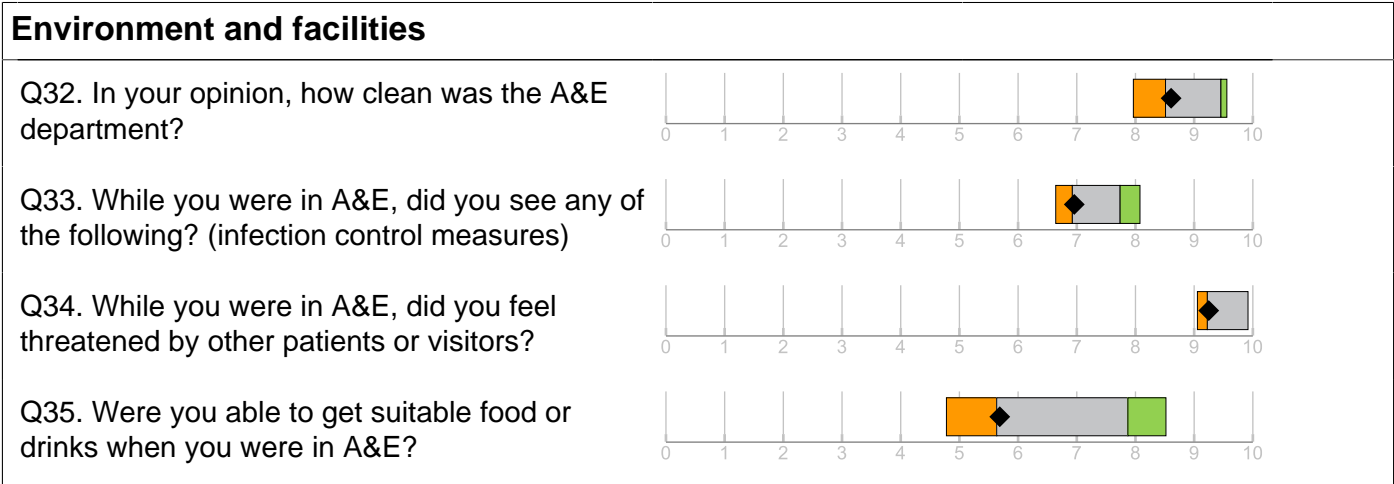 Environment and facilities
Q32. In your opinion, how clean was the A&E
department?
0 1 2 3 4 5 6 7 8 9 10
Q33. While you were in A&E, did you see any of
the following? (infection control measures)
0 1 2 3 4 5 6 7 8 9 10
Q34. While you were in A&E, did you feel
threatened by other patients or visitors?
0 1 2 3 4 5 6 7 8 9 10
Q35. Were you able to get suitable food or
drinks when you were in A&E?
0 1 2 3 4 5 6 7 8 9 10